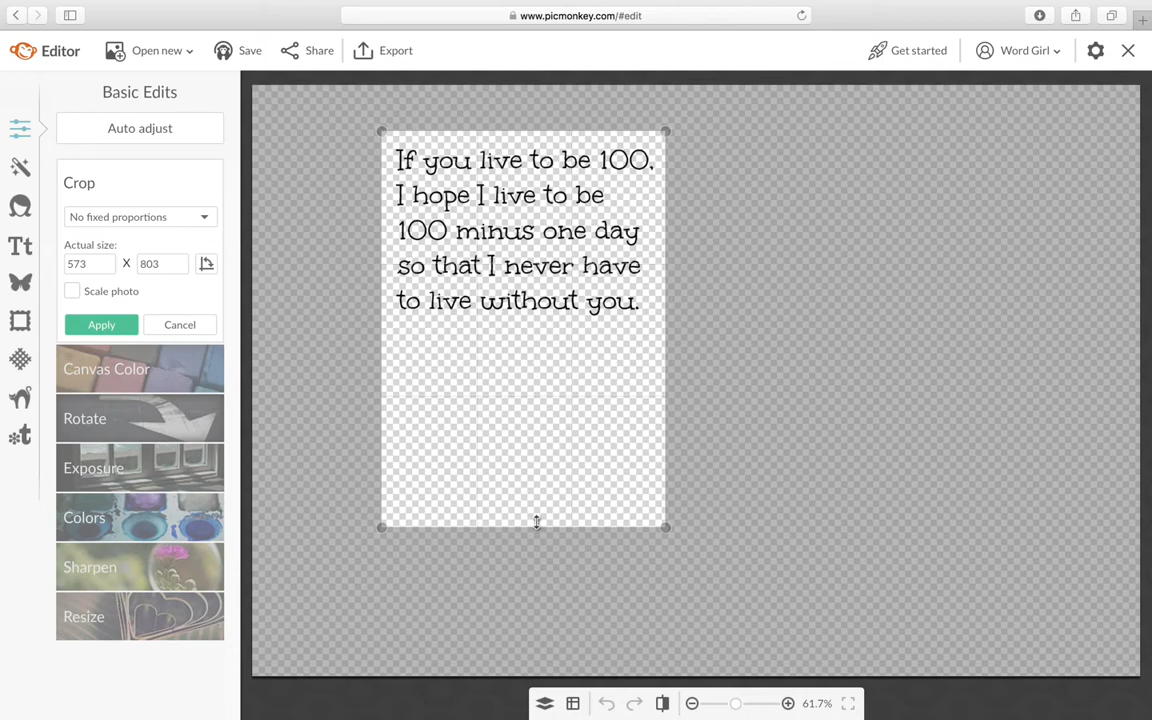 www.picmonkey.com/#edit
Editor
Open new
Save
Share
Export
Get started
Word Girl
Basic Edits
Auto adjust
Crop
No fixed proportions
Actual size:
573 X 803
Scale photo
Apply
Cancel
Canvas Color
Rotate
Exposure
Colors
Sharpen
Resize
Tt
t
If you live to be 100,
I hope I live to be
100 minus one day
so that I never have
to live without you.
61.7%